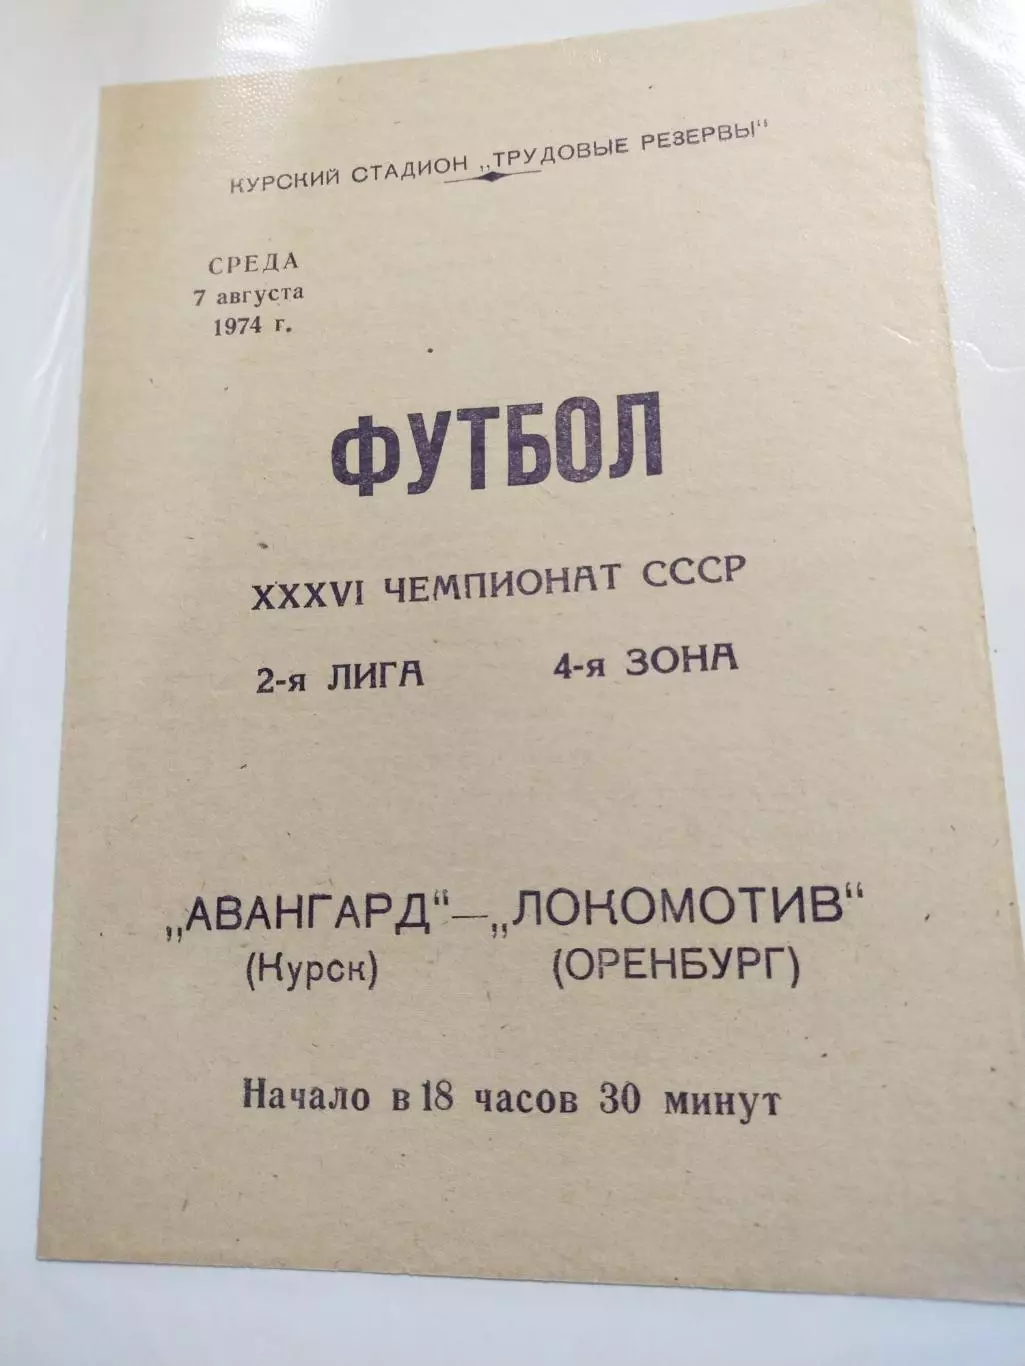 КУРСКИЙ СТАДИОН „ТРУДОВЫЕ РЕЗЕРВЫ“
СРЕДА
7 августа
1974 г.
ФУТБОЛ
XXXVI ЧЕМПИОНАТ СССР
2-я ЛИГА 4-я ЗОНА
„АВАНГАРД“—„ЛОКОМОТИВ“
(Курск) (ОРЕНБУРГ)
Начало в 18 часов 30 минут